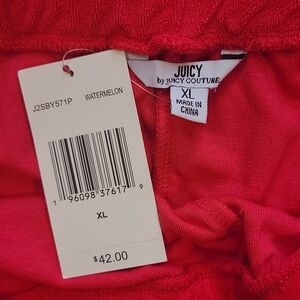 JUICY
by JUICY COUTURE
XL
MADE IN
CHINA
J2SBY571P WATERMELON
1 96098 37617 9
XL
$42.00